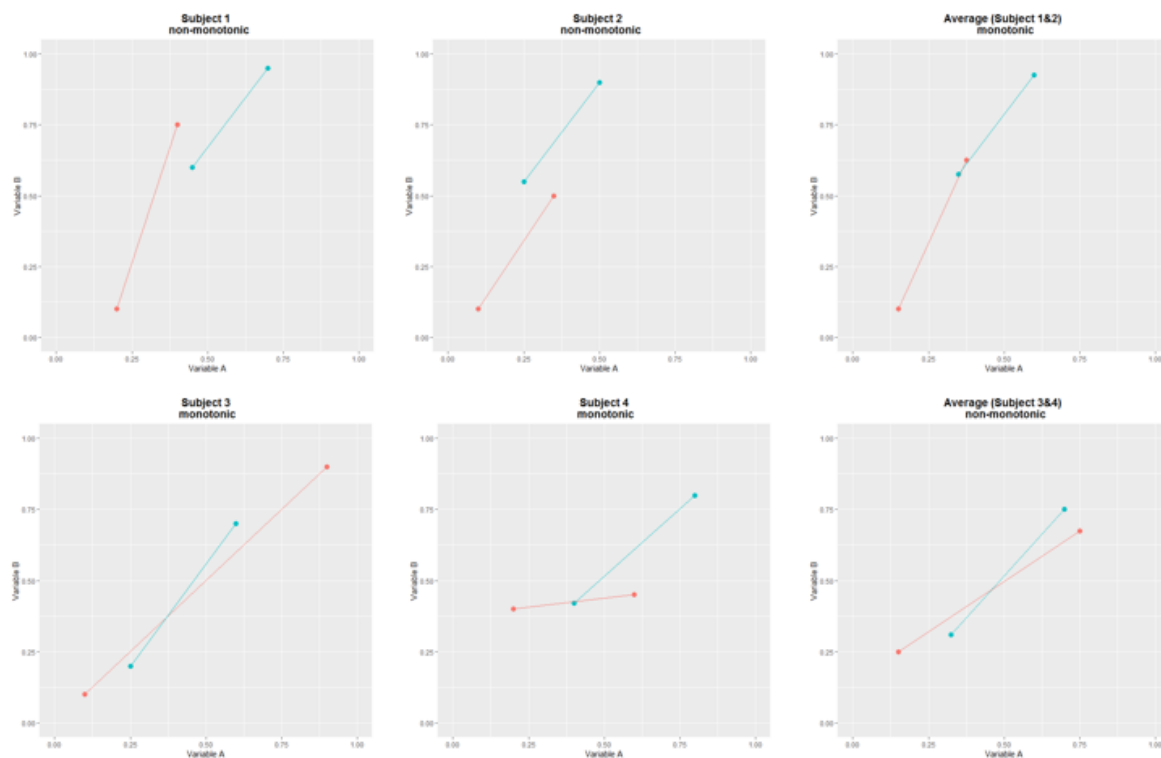 Subject 1
non-monotonic
Subject 2
non-monotonic
Average (Subject 1&2)
monotonic
1.00
0.75
0.50
0.25
0.00
Variable B
0.00 0.25 0.50 0.75 1.00
Variable A
1.00
0.75
0.50
0.25
0.00
Variable B
0.00 0.25 0.50 0.75 1.00
Variable A
1.00
0.75
0.50
0.25
0.00
Variable B
0.00 0.25 0.50 0.75 1.00
Variable A
Subject 3
monotonic
Subject 4
monotonic
Average (Subject 3&4)
non-monotonic
1.00
0.75
0.50
0.25
0.00
Variable B
0.00 0.25 0.50 0.75 1.00
Variable A
1.00
0.75
0.50
0.25
0.00
Variable B
0.00 0.25 0.50 0.75 1.00
Variable A
1.00
0.75
0.50
0.25
0.00
Variable B
0.00 0.25 0.50 0.75 1.00
Variable A